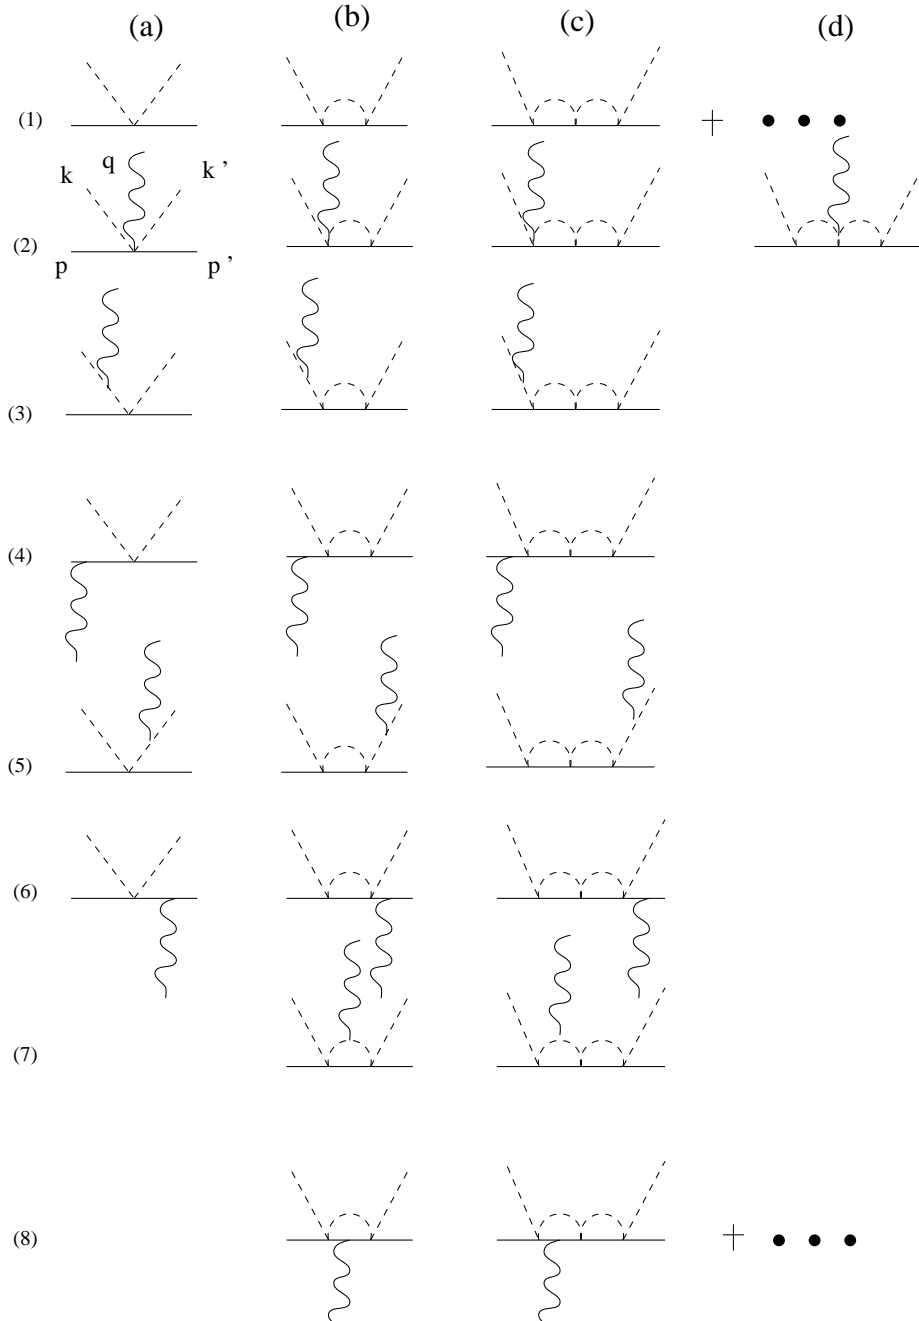 (a) (b) (c) (d)
(1) + • • •
k q k’
(2)
p p’
(3)
(4)
(5)
(6)
(7)
(8) + • • •